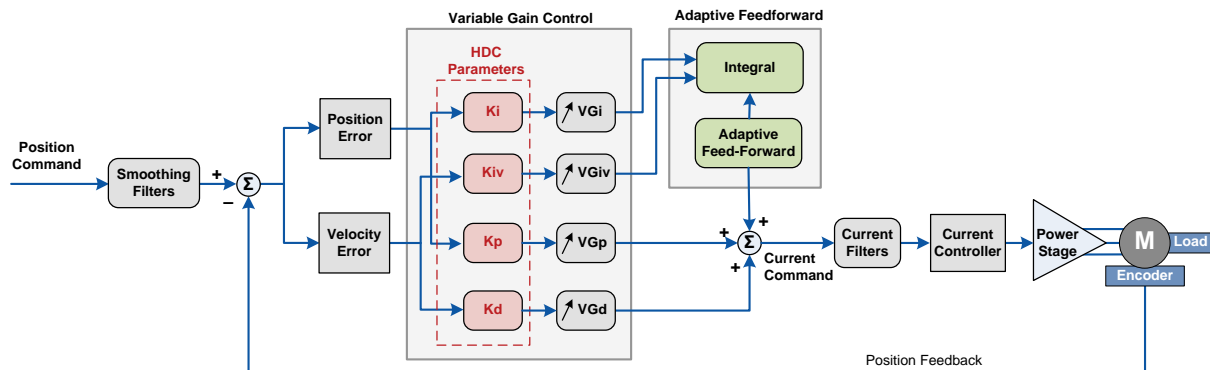 Variable Gain Control
Adaptive Feedforward
HDC
Parameters
Integral
Position
Error
Ki
VGi
Position
Command
Adaptive
Feed-Forward
Smoothing
Filters
+
−
Σ
Kiv
VGiv
Velocity
Error
Kp
VGp
+
+
+
Σ
Current
Command
Current
Filters
Current
Controller
Power
Stage
M
Load
Encoder
Kd
VGd
Position Feedback